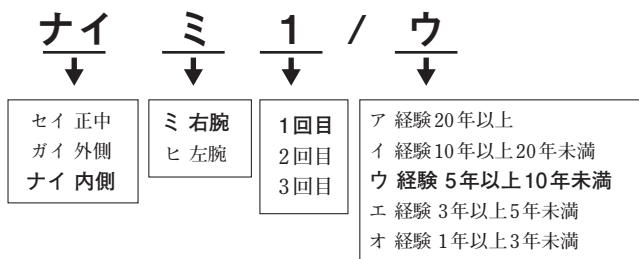 ナイ ミ 1 / ウ
セイ 正中
ガイ 外側
ナイ 内側
ミ 右腕
ヒ 左腕
1回目
2回目
3回目
ア 経験20年以上
イ 経験10年以上20年未満
ウ 経験 5年以上10年未満
エ 経験 3年以上5年未満
オ 経験 1年以上3年未満